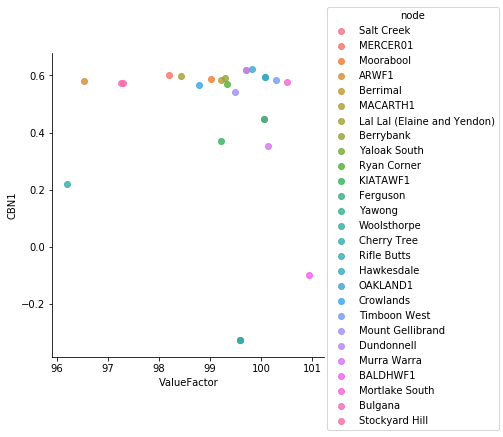 node
Salt Creek
MERCER01
Moorabool
ARWF1
Berrimal
MACARTH1
Lal Lal (Elaine and Yendon)
Berrybank
Yaloak South
Ryan Corner
KIATAWF1
Ferguson
Yawong
Woolsthorpe
Cherry Tree
Rifle Butts
Hawkesdale
OAKLAND1
Crowlands
Timboon West
Mount Gellibrand
Dundonnell
Murra Warra
BALDHWF1
Mortlake South
Bulgana
Stockyard Hill
CBN1
0.6
0.4
0.2
0.0
−0.2
96 97 98 99 100 101
ValueFactor